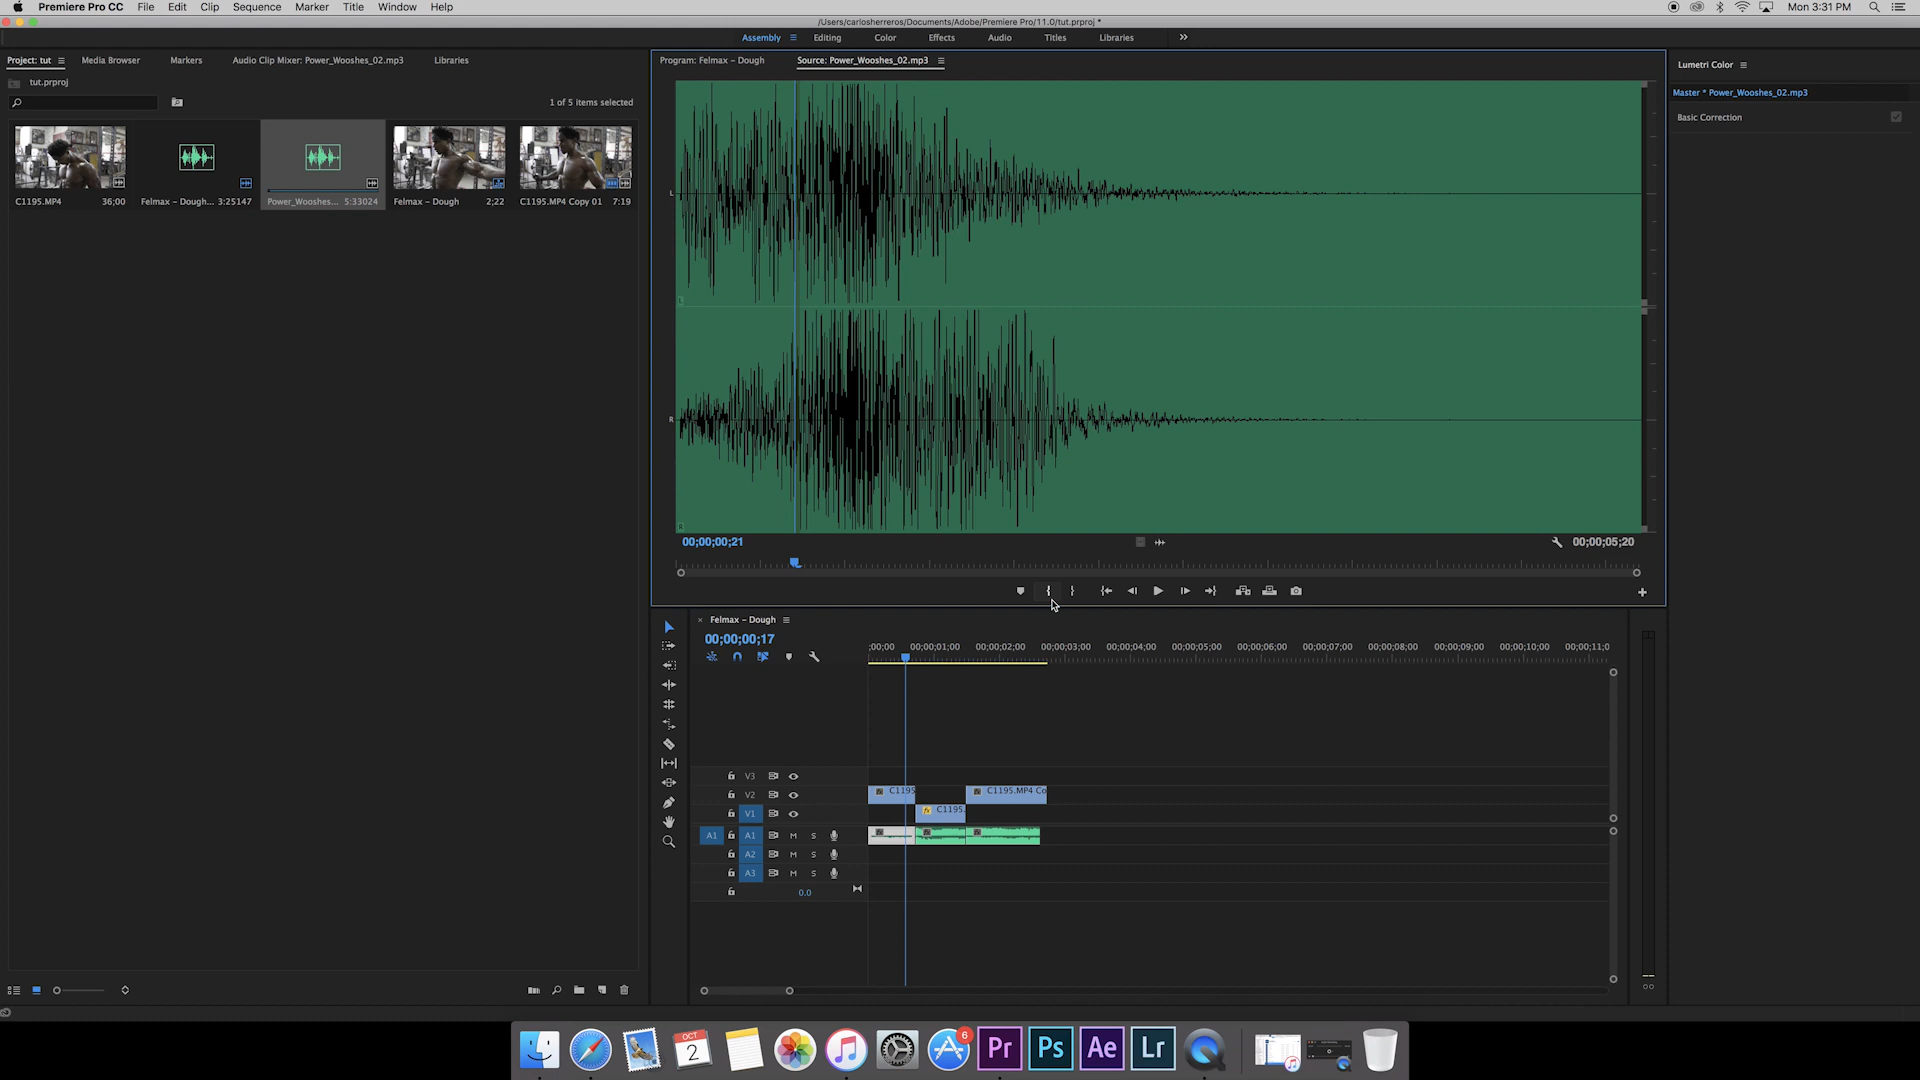 Premiere Pro CC File Edit Clip Sequence Marker Title Window Help Mon 3:31 PM
/Users/carlosherreros/Documents/Adobe/Premiere Pro/11.0/tut.prproj *
Assembly Editing Color Effects Audio Titles Libraries
Project: tut Media Browser Markers Audio Clip Mixer: Power_Wooshes_02.mp3 Libraries
tut.prproj
1 of 5 items selected
C1195.MP4 36;00
Felmax – Dough... 3:25147
Power_Wooshes... 5:33024
Felmax – Dough 2;22
C1195.MP4 Copy 01 7:19
Program: Felmax – Dough Source: Power_Wooshes_02.mp3
L
L
R
R
00;00;00;21 00;00;05;20
Lumetri Color
Master * Power_Wooshes_02.mp3
Basic Correction
× Felmax – Dough
00;00;00;17
;00;00 00;00;01;00 00;00;02;00 00;00;03;00 00;00;04;00 00;00;05;00 00;00;06;00 00;00;07;00 00;00;08;00 00;00;09;00 00;00;10;00 00;00;11;0
V3
V2 C1195 C1195.MP4 Co
V1 C1195.
A1 A1 M S
A2 M S
A3 M S
0.0
OCT
2
6
Pr Ps Ae Lr